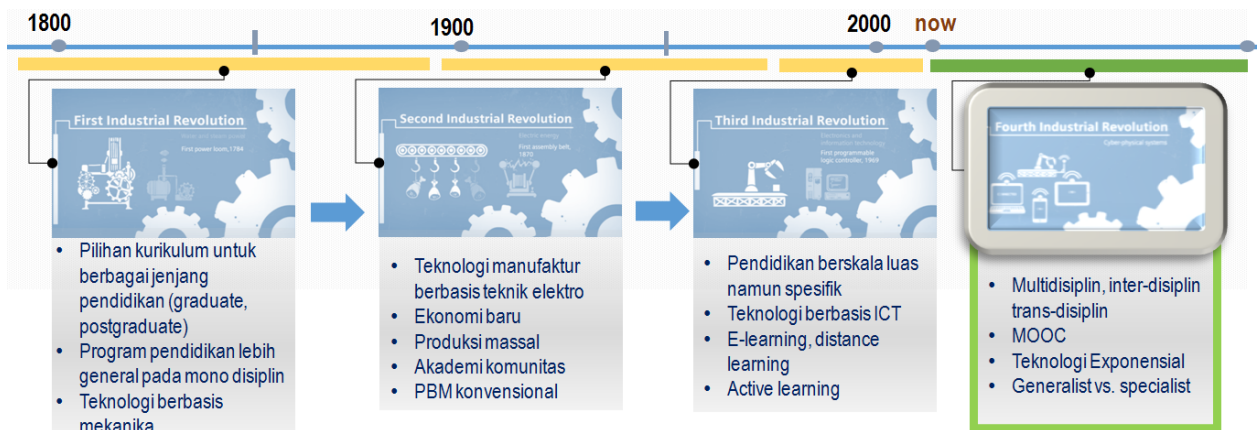 1800
1900
2000
now
First Industrial Revolution
First power loom, 1784
• Pilihan kurikulum untuk
berbagai jenjang
pendidikan (graduate,
postgraduate)
• Program pendidikan lebih
general pada mono disiplin
• Teknologi berbasis
mekanika
Second Industrial Revolution
Electric energy
First assembly belt,
1870
• Teknologi manufaktur
berbasis teknik elektro
• Ekonomi baru
• Produksi massal
• Akademi komunitas
• PBM konvensional
Third Industrial Revolution
Electronics and
information technology
First programmable
logic controller, 1969
• Pendidikan berskala luas
namun spesifik
• Teknologi berbasis ICT
• E-learning, distance
learning
• Active learning
Fourth Industrial Revolution
Cyber-physical systems
• Multidisiplin, inter-disiplin
trans-disiplin
• MOOC
• Teknologi Exponensial
• Generalist vs. specialist